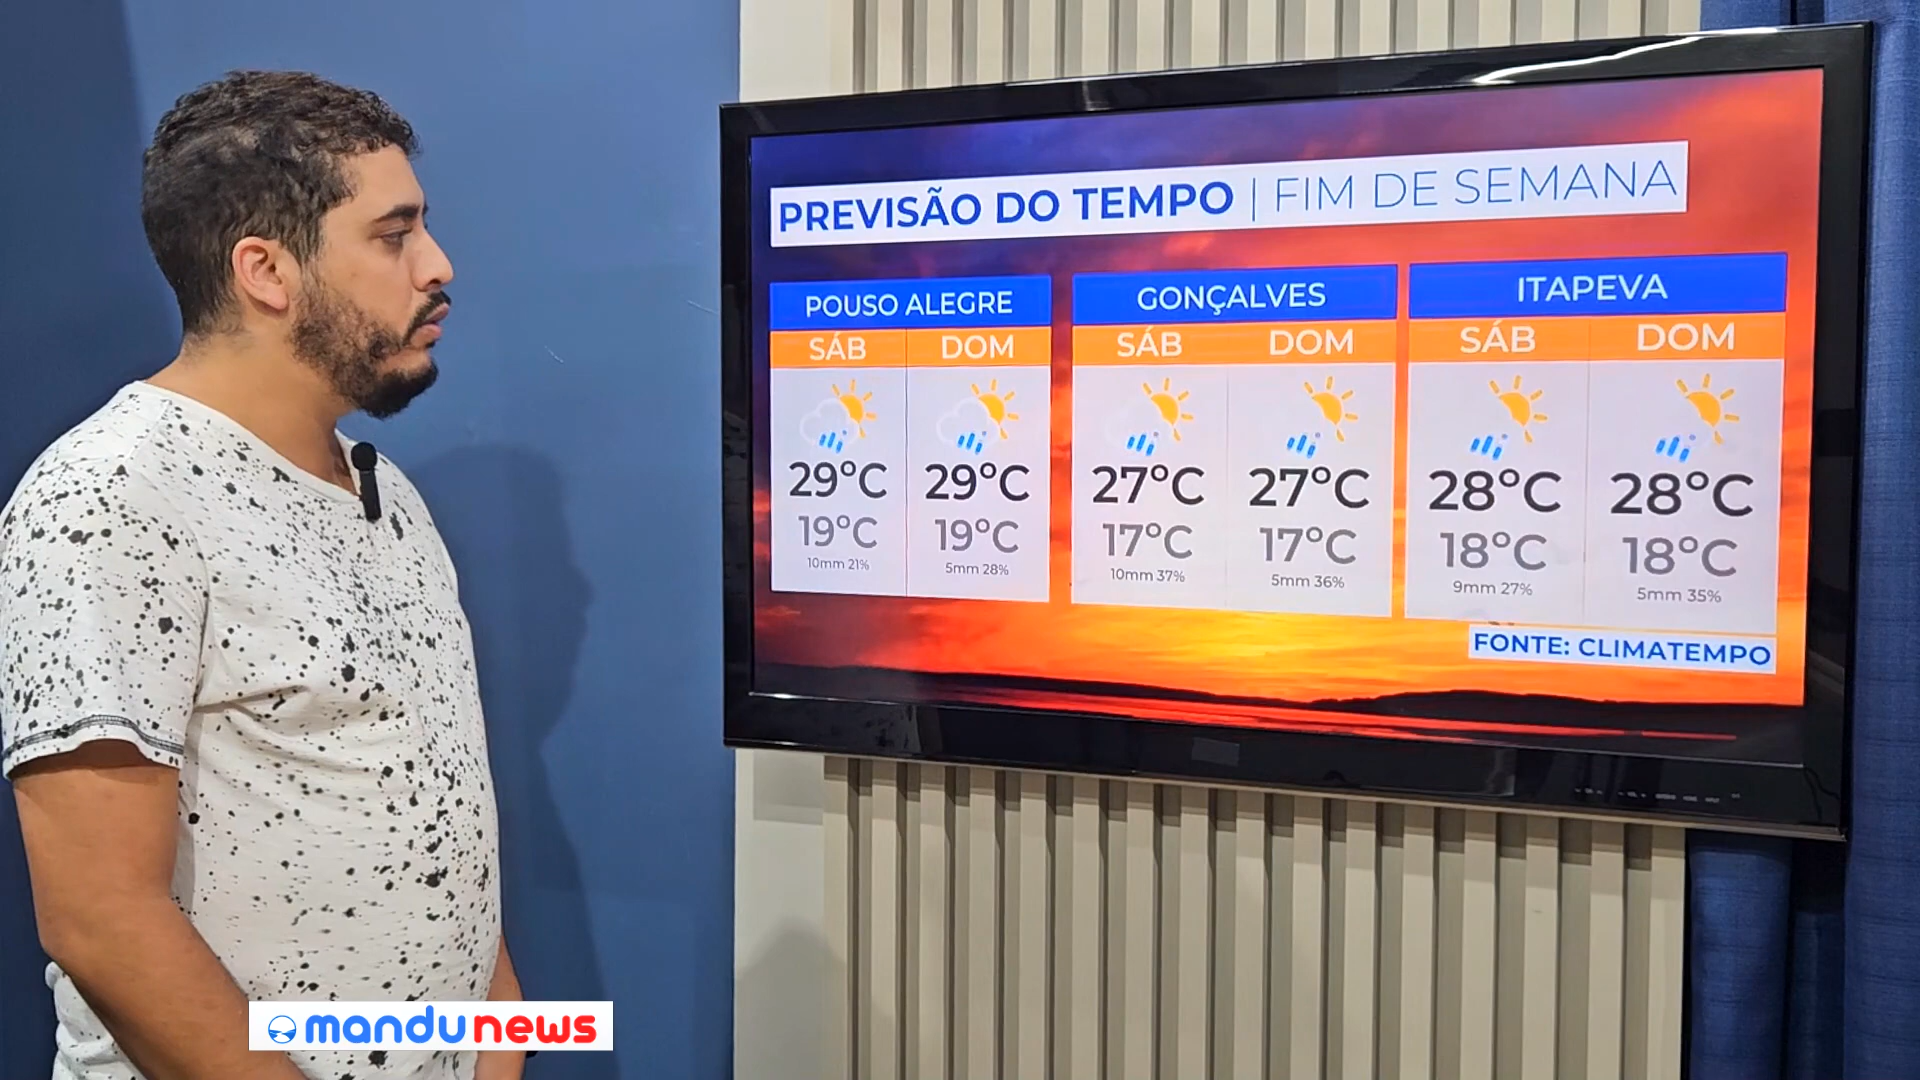 PREVISÃO DO TEMPO | FIM DE SEMANA
POUSO ALEGRE
SÁB DOM
29°C 29°C
19°C 19°C
10mm 21% 5mm 28%
GONÇALVES
SÁB DOM
27°C 27°C
17°C 17°C
10mm 37% 5mm 36%
ITAPEVA
SÁB DOM
28°C 28°C
18°C 18°C
9mm 27% 5mm 35%
FONTE: CLIMATEMPO
mandunews